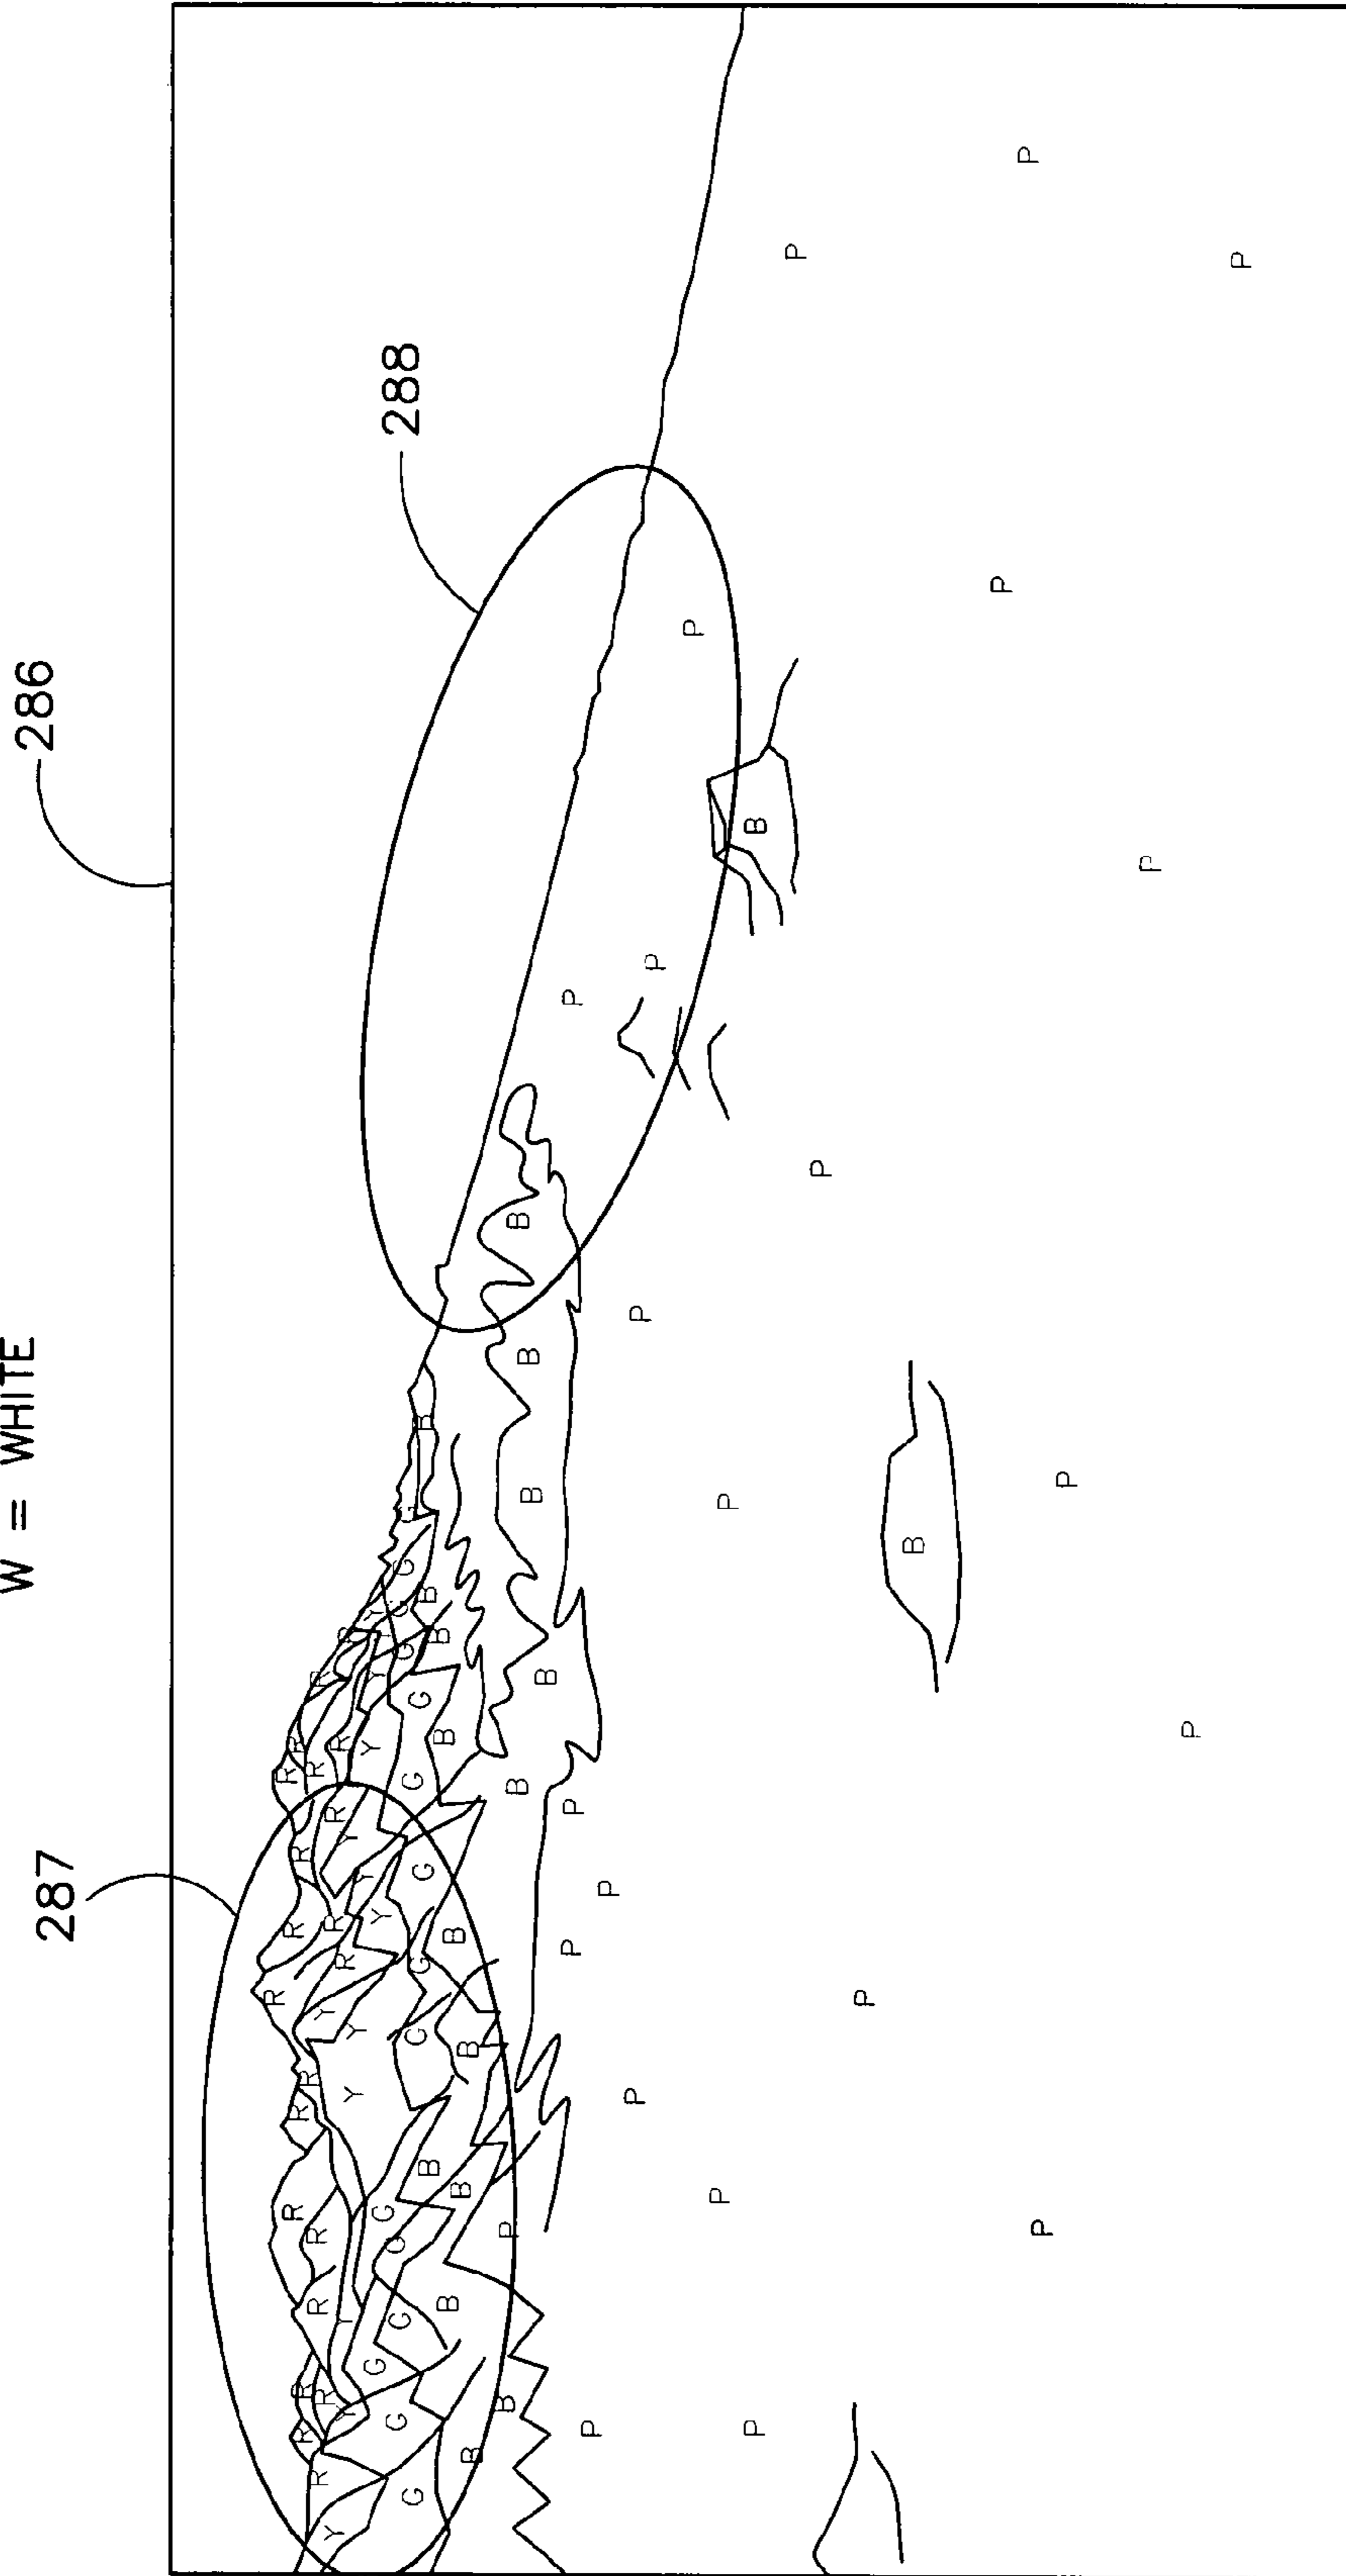 W = WHITE
286
287
288
R R R R R R R R R R R R R R R R R R R
Y Y Y Y Y Y Y Y Y Y Y Y
G G G G G G G G G G G G G G
B B B B B B B B B B B B
B B B B B B
P P P P P P P P P P P
P P P P P P P
B B
P P P P P P P P